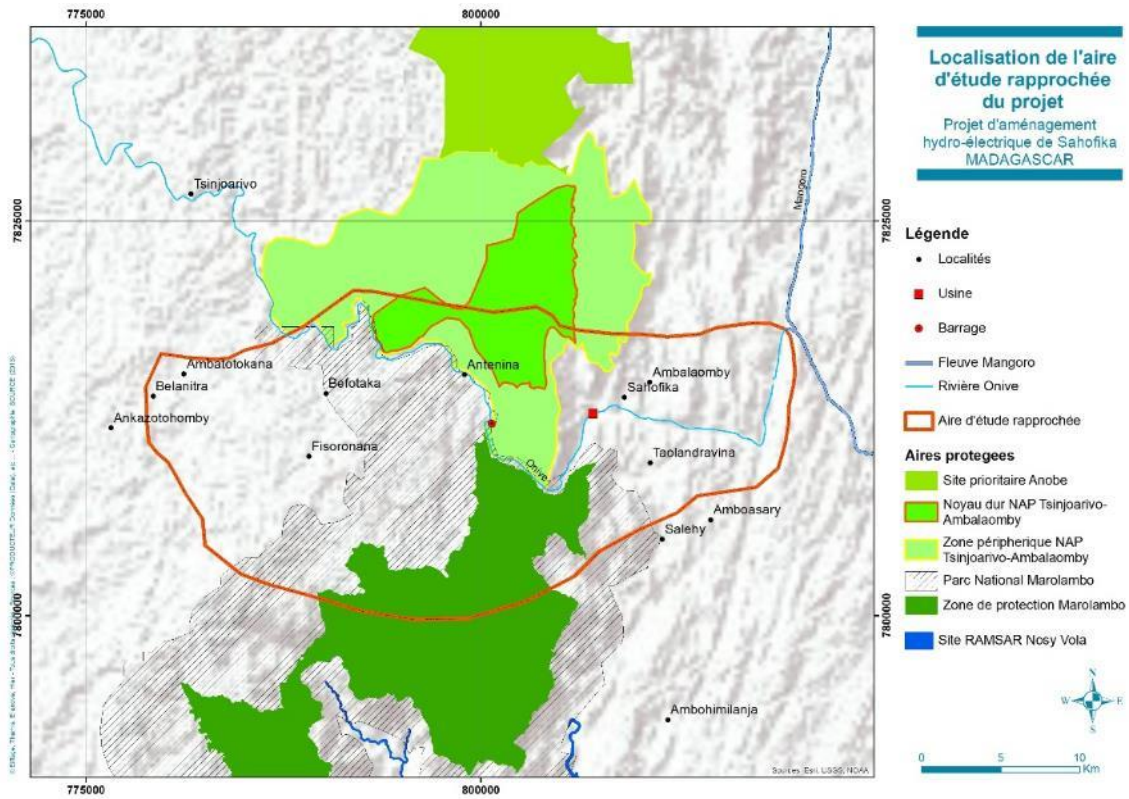 775000
800000
Localisation de l'aire
d'étude rapprochée
du projet
Projet d'aménagement
hydro-électrique de Sahofika
MADAGASCAR
Mangoro
Tsinjoarivo
7825000
7825000
Légende
Localités
Usine
Barrage
Fleuve Mangoro
Rivière Onive
Aire d'étude rapprochée
Aires protegees
Site prioritaire Anobe
Noyau dur NAP Tsinjoarivo-
Ambalaomby
Zone péripherique NAP
Tsinjoarivo-Ambalaomby
Parc National Marolambo
Zone de protection Marolambo
Site RAMSAR Nosy Vola
Ambatotokana
Antenina
Ambalaomby
Belanitra
Befotaka
Sahofika
Ankazotohomby
Fisoronana
Taolandravina
Onive
Amboasary
Salehy
7800000
7800000
Ambohimilanja
N
W E
S
0 5 10
Km
Sources: Esri, USGS, NOAA
775000
800000